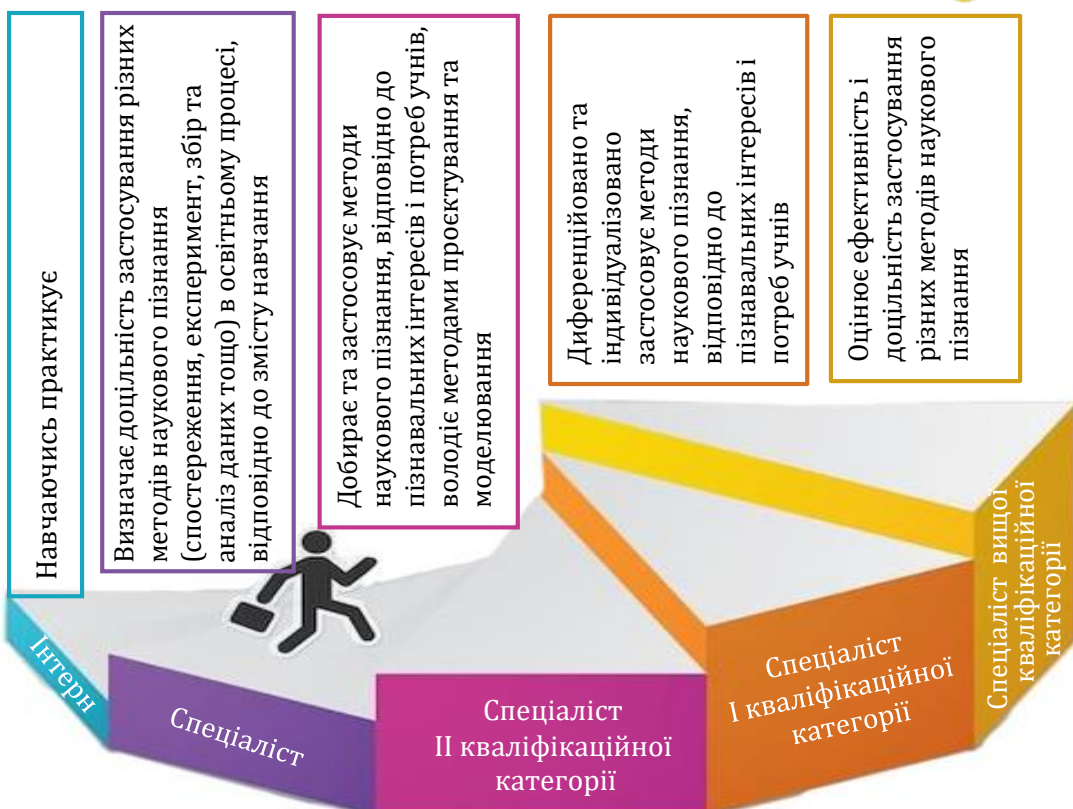 Навчаючись практикує
Визначає доцільність застосування різних
методів наукового пізнання
(спостереження, експеримент, збір та
аналіз даних тощо) в освітньому процесі,
відповідно до змісту навчання
Добирає та застосовує методи
наукового пізнання, відповідно до
пізнавальних інтересів і потреб учнів,
володіє методами проєктування та
моделювання
Диференційовано та
індивідуалізовано
застосовує методи
наукового пізнання,
відповідно до
пізнавальних інтересів і
потреб учнів
Оцінює ефективність і
доцільність застосування
різних методів наукового
пізнання
Інтерн
Спеціаліст
Спеціаліст
ІІ кваліфікаційної
категорії
Спеціаліст
І кваліфікаційної
категорії
Спеціаліст вищої
кваліфікаційної
категорії